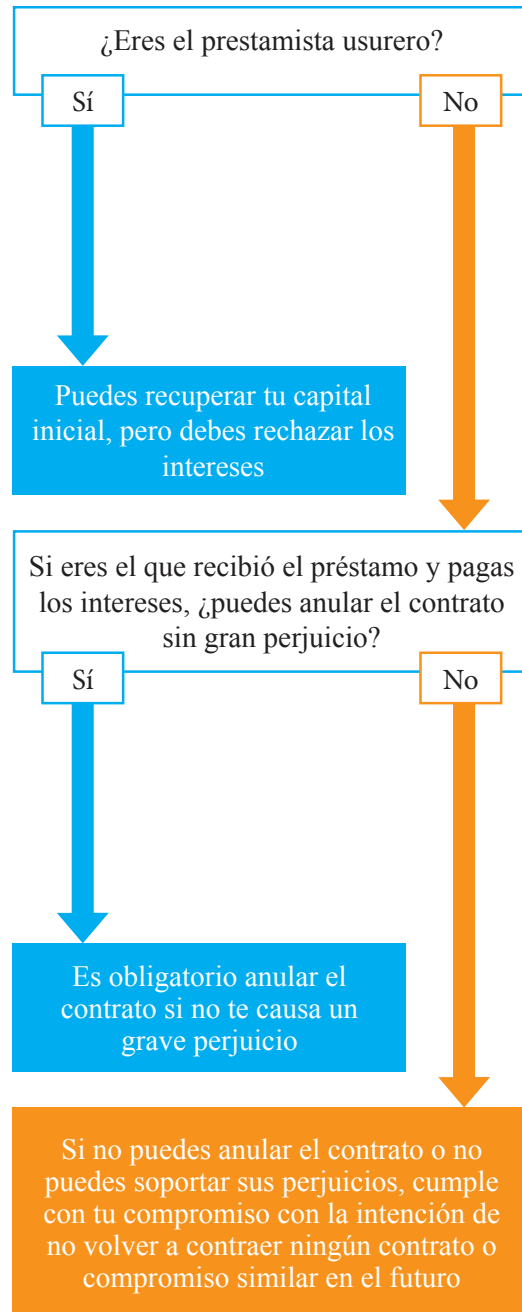 ¿Eres el prestamista usurero?
Sí
No
Puedes recuperar tu capital
inicial, pero debes rechazar los
intereses
Si eres el que recibió el préstamo y pagas
los intereses, ¿puedes anular el contrato
sin gran perjuicio?
Sí
No
Es obligatorio anular el
contrato si no te causa un
grave perjuicio
Si no puedes anular el contrato o no
puedes soportar sus perjuicios, cumple
con tu compromiso con la intención de
no volver a contraer ningún contrato o
compromiso similar en el futuro